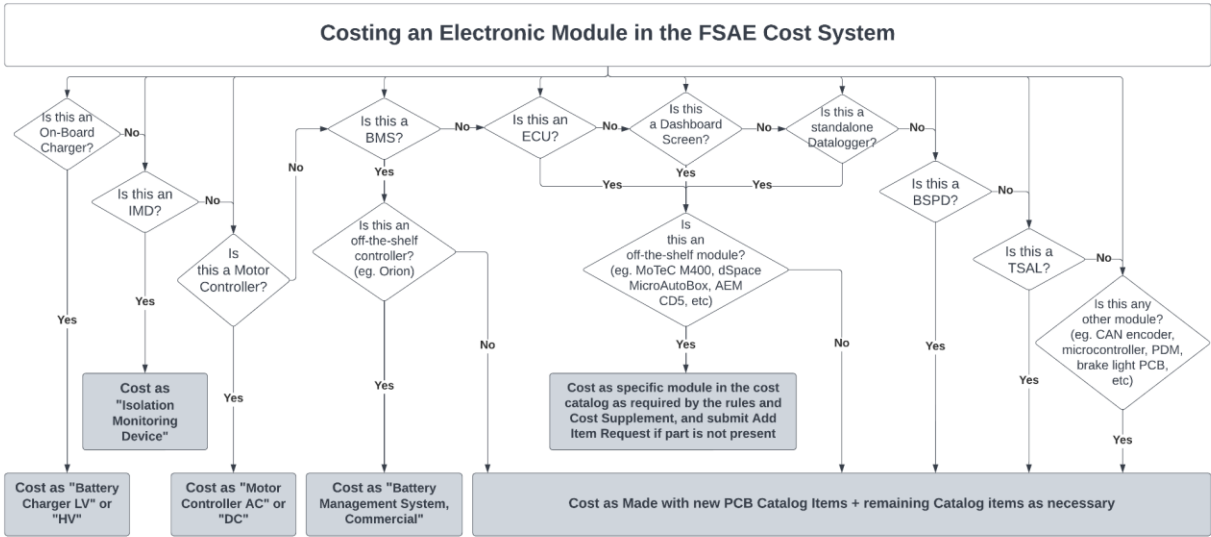 Costing an Electronic Module in the FSAE Cost System
Is this an
On-Board
Charger?
No
Yes
Is this an
IMD?
No
Yes
Is
this a Motor
Controller?
No
Yes
Is this a
BMS?
No
Yes
Is this an
off-the-shelf
controller?
(eg. Orion)
No
Yes
Is this an
ECU?
No
Yes
Is this
a Dashboard
Screen?
No
Yes
Is this a
standalone
Datalogger?
No
Yes
Is
this an
off-the-shelf module?
(eg. MoTeC M400, dSpace
MicroAutoBox, AEM
CD5, etc)
No
Yes
Is this a
BSPD?
No
Yes
Is this a
TSAL?
No
Yes
Is this any
other module?
(eg. CAN encoder,
microcontroller, PDM,
brake light PCB,
etc)
Yes
Cost as
"Isolation
Monitoring
Device"
Cost as specific module in the cost
catalog as required by the rules and
Cost Supplement, and submit Add
Item Request if part is not present
Cost as "Battery
Charger LV" or
"HV"
Cost as "Motor
Controller AC" or
"DC"
Cost as "Battery
Management System,
Commercial"
Cost as Made with new PCB Catalog Items + remaining Catalog items as necessary